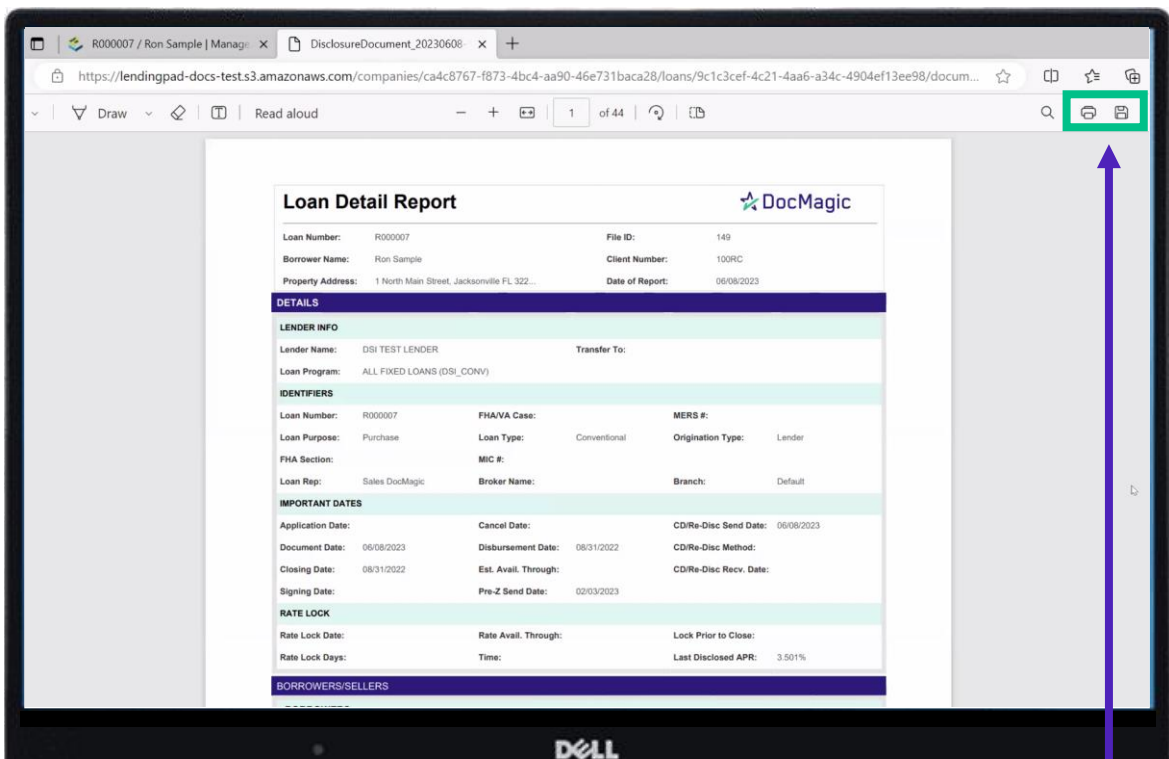 R000007 / Ron Sample | Manage
DisclosureDocument_20230608-
https://lendingpad-docs-test.s3.amazonaws.com/companies/ca4c8767-f873-4bc4-aa90-46e731baca28/loans/9c1c3cef-4c21-4aa6-a34c-4904ef13ee98/docum...
Draw Read aloud 1 of 44
Loan Detail Report DocMagic
Loan Number: R000007 File ID: 149
Borrower Name: Ron Sample Client Number: 100RC
Property Address: 1 North Main Street, Jacksonville FL 322... Date of Report: 06/08/2023
DETAILS
LENDER INFO
Lender Name: DSI TEST LENDER Transfer To:
Loan Program: ALL FIXED LOANS (DSI_CONV)
IDENTIFIERS
Loan Number: R000007 FHA/VA Case: MERS #:
Loan Purpose: Purchase Loan Type: Conventional Origination Type: Lender
FHA Section: MIC #:
Loan Rep: Sales DocMagic Broker Name: Branch: Default
IMPORTANT DATES
Application Date: Cancel Date: CD/Re-Disc Send Date: 06/08/2023
Document Date: 06/08/2023 Disbursement Date: 08/31/2022 CD/Re-Disc Method:
Closing Date: 08/31/2022 Est. Avail. Through: CD/Re-Disc Recv. Date:
Signing Date: Pre-Z Send Date: 02/03/2023
RATE LOCK
Rate Lock Date: Rate Avail. Through: Lock Prior to Close:
Rate Lock Days: Time: Last Disclosed APR: 3.501%
BORROWERS/SELLERS
DELL